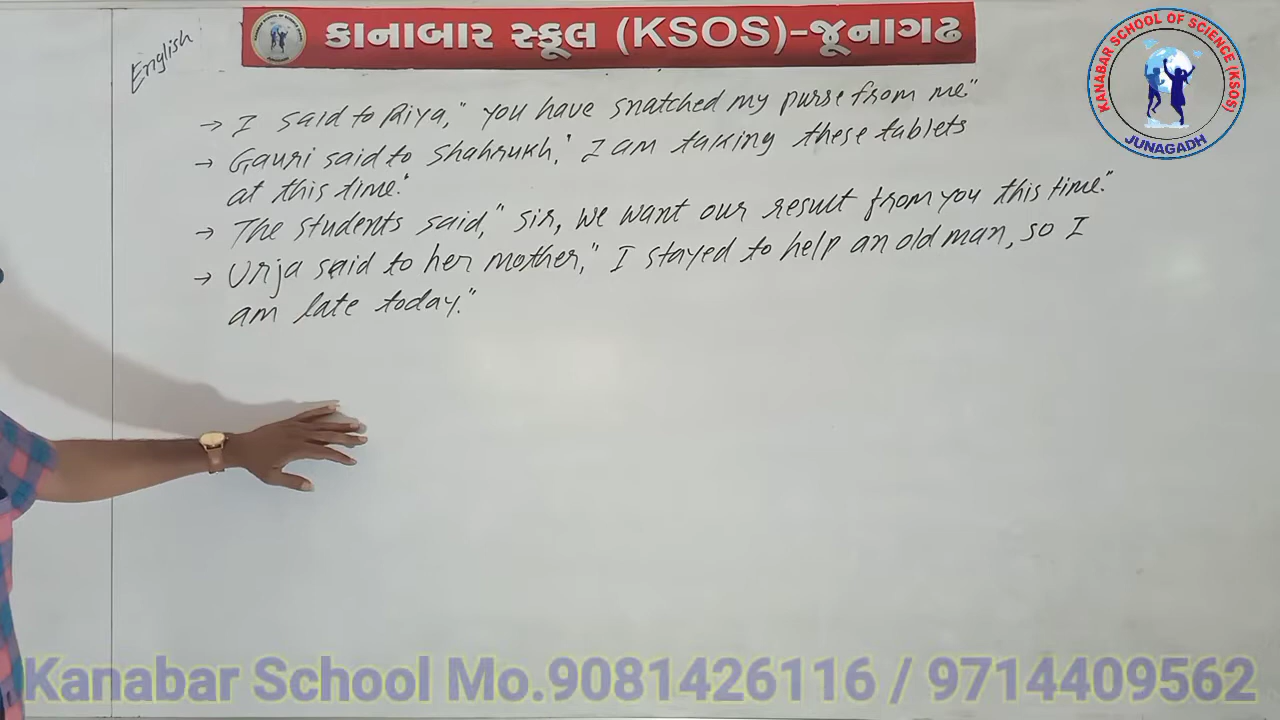 English
કાનાબાર સ્કૂલ (KSOS)-જૂનાગઢ
KANABAR SCHOOL OF SCIENCE (KSOS)
JUNAGADH
→ I said to Riya," You have snatched my purse from me."
→ Gauri said to Shahrukh," I am talking these tablets
at this time."
→ The students said," Sir, we want our result from you this time."
→ Urja said to her mother," I stayed to help an old man, so I
am late today."
Kanabar School Mo.9081426116 / 9714409562